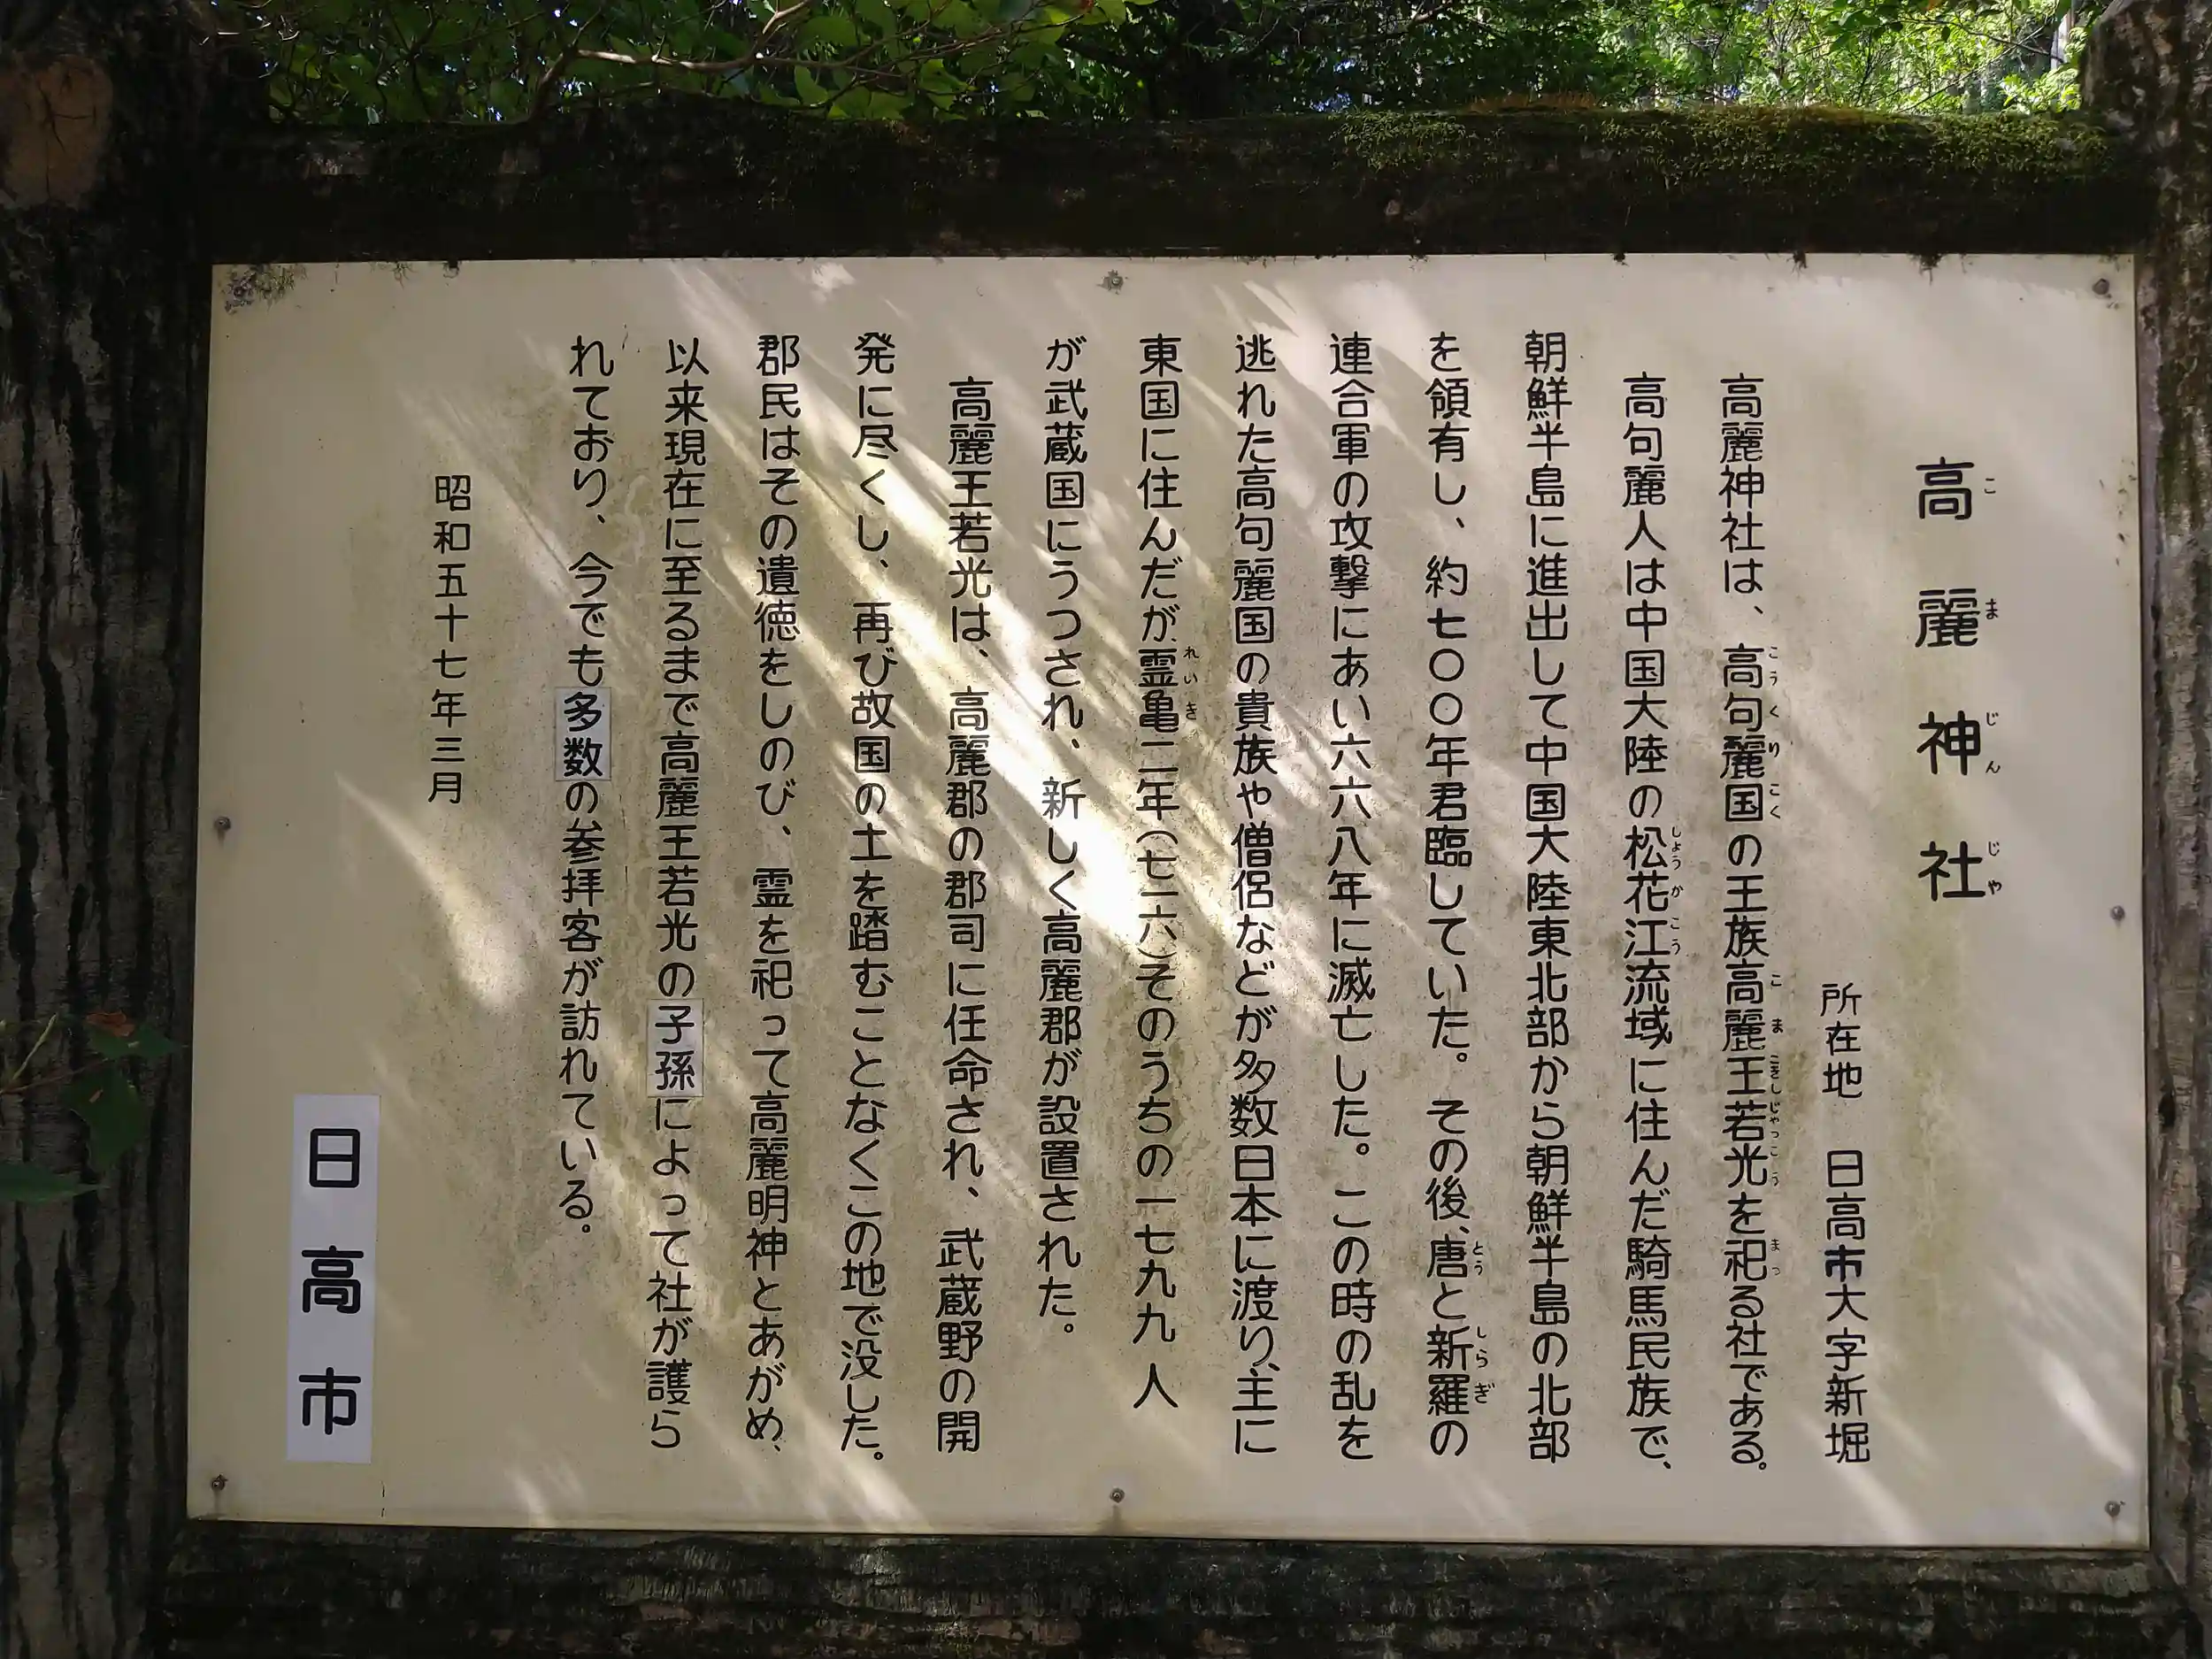 高麗神社
所在地　日高市大字新堀
高麗神社は、高句麗国の王族高麗王若光を祀る社である。
高句麗人は中国大陸の松花江流域に住んだ騎馬民族で、
朝鮮半島に進出して中国大陸東北部から朝鮮半島の北部
を領有し、約七〇〇年君臨していた。その後、唐と新羅の
連合軍の攻撃にあい六六八年に滅亡した。この時の乱を
逃れた高句麗国の貴族や僧侶などが多数日本に渡り、主に
東国に住んだが霊亀二年（七一六）そのうちの一七九九人
が武蔵国にうつされ、新しく高麗郡が設置された。
高麗王若光は、高麗郡の郡司に任命され、武蔵野の開
発に尽くし、再び故国の土を踏むことなくこの地で没した。
郡民はその遺徳をしのび、霊を祀って高麗明神とあがめ、
以来現在に至るまで高麗王若光の子孫によって社が護ら
れており、今でも多数の参拝客が訪れている。
昭和五十七年三月
日高市